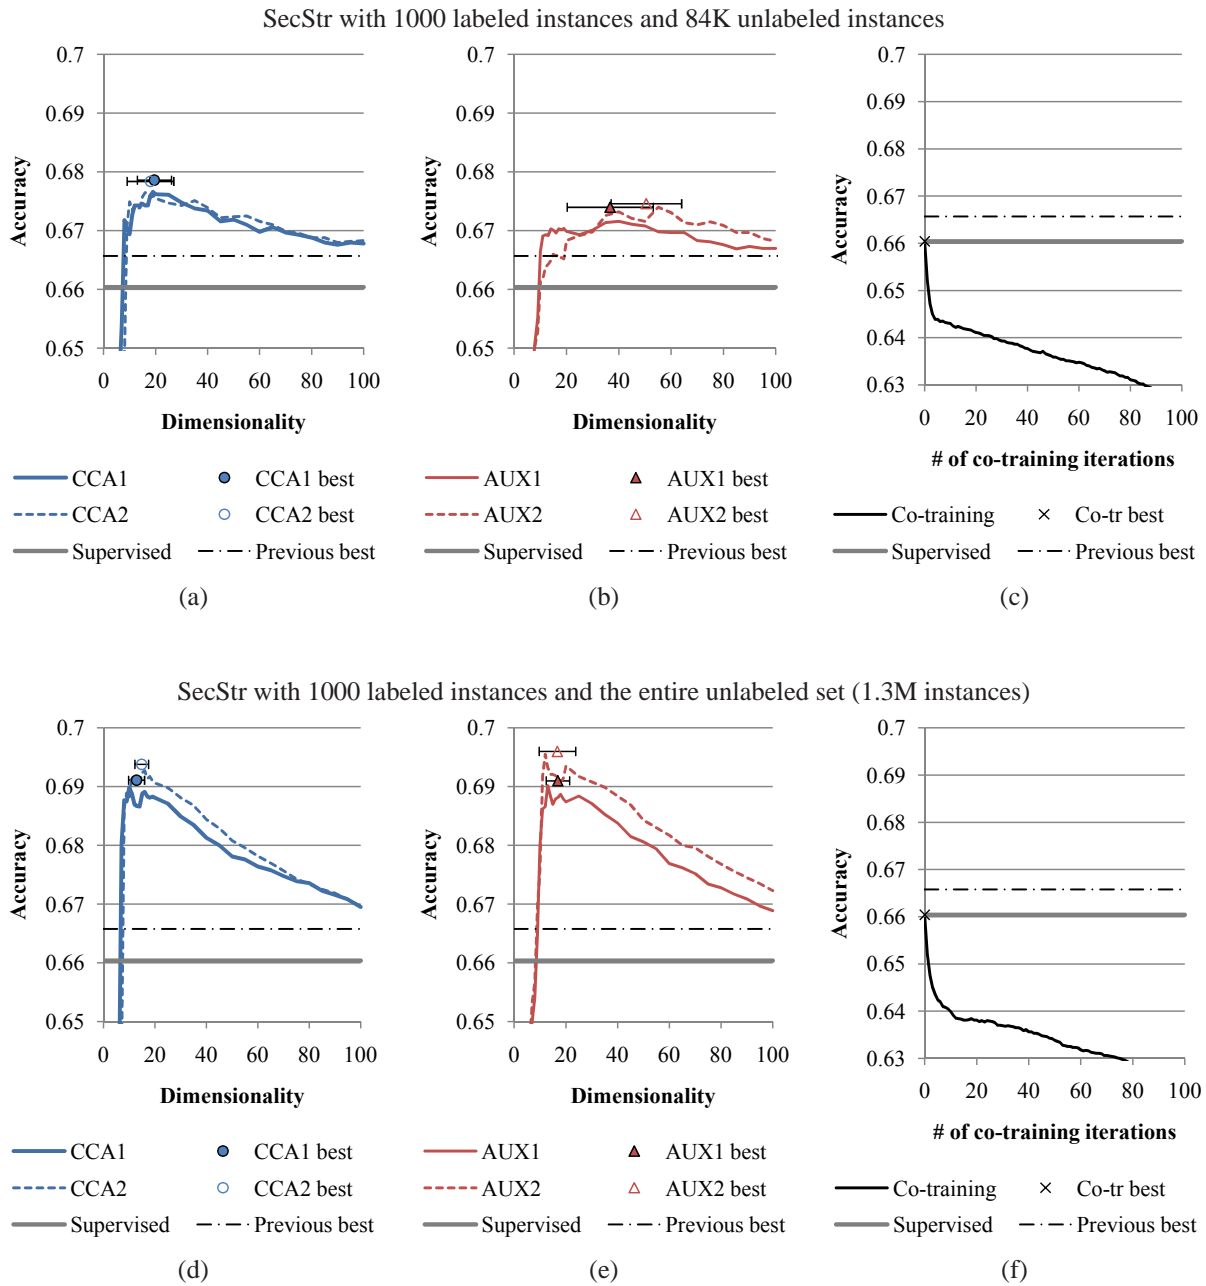 SecStr with 1000 labeled instances and 84K unlabeled instances
0.7
0.69
0.68
0.67
0.66
0.65
Accuracy
0 20 40 60 80 100
Dimensionality
CCA1 CCA1 best
CCA2 CCA2 best
Supervised Previous best
(a)
0.7
0.69
0.68
0.67
0.66
0.65
Accuracy
0 20 40 60 80 100
Dimensionality
AUX1 AUX1 best
AUX2 AUX2 best
Supervised Previous best
(b)
0.7
0.69
0.68
0.67
0.66
0.65
0.64
0.63
Accuracy
0 20 40 60 80 100
# of co-training iterations
Co-training Co-tr best
Supervised Previous best
(c)
SecStr with 1000 labeled instances and the entire unlabeled set (1.3M instances)
0.7
0.69
0.68
0.67
0.66
0.65
Accuracy
0 20 40 60 80 100
Dimensionality
CCA1 CCA1 best
CCA2 CCA2 best
Supervised Previous best
(d)
0.7
0.69
0.68
0.67
0.66
0.65
Accuracy
0 20 40 60 80 100
Dimensionality
AUX1 AUX1 best
AUX2 AUX2 best
Supervised Previous best
(e)
0.7
0.69
0.68
0.67
0.66
0.65
0.64
0.63
Accuracy
0 20 40 60 80 100
# of co-training iterations
Co-training Co-tr best
Supervised Previous best
(f)